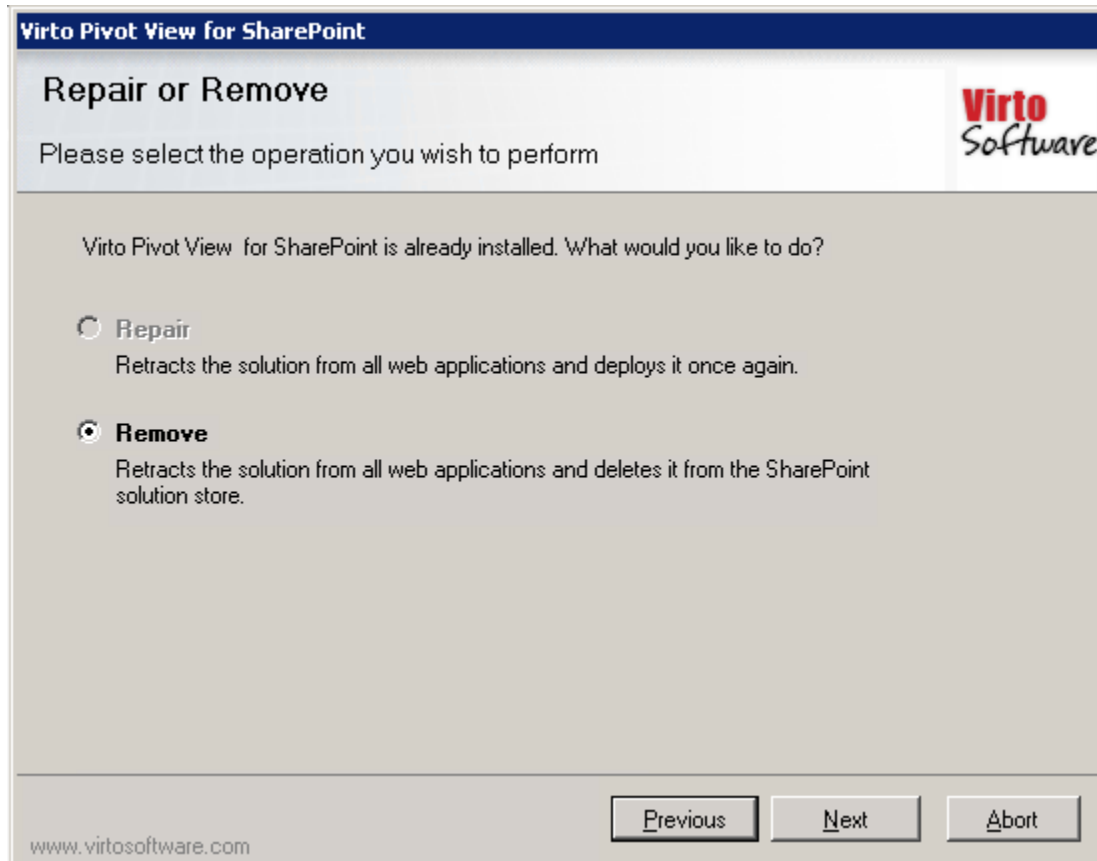 Virto Pivot View for SharePoint
Repair or Remove
Please select the operation you wish to perform
Virto
Software
Virto Pivot View  for SharePoint is already installed. What would you like to do?
Repair
Retracts the solution from all web applications and deploys it once again.
Remove
Retracts the solution from all web applications and deletes it from the SharePoint
solution store.
Previous
Next
Abort
www.virtosoftware.com